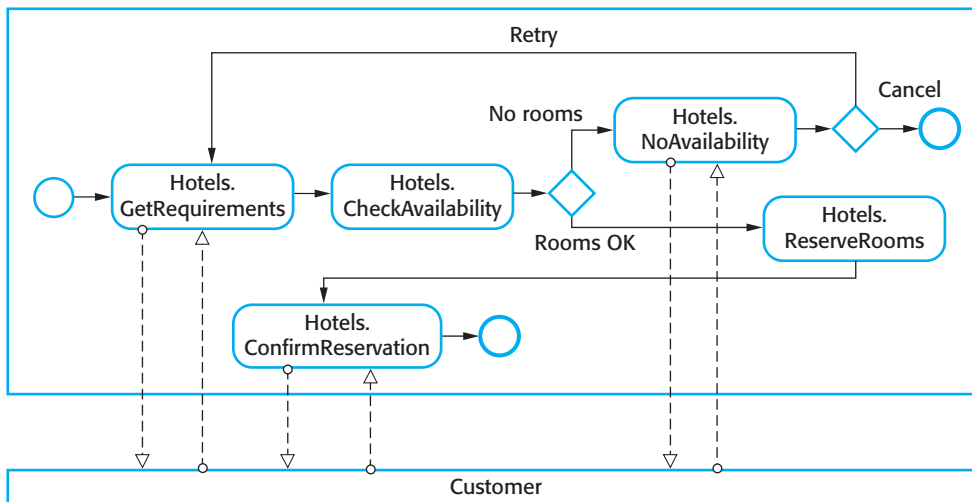 Retry
Cancel
No rooms
Hotels.
NoAvailability
Hotels.
GetRequirements
Hotels.
CheckAvailability
Rooms OK
Hotels.
ReserveRooms
Hotels.
ConfirmReservation
Customer